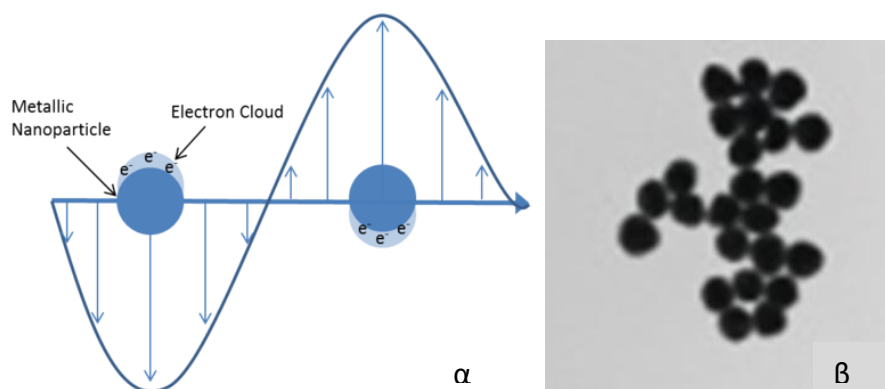 Metallic
Nanoparticle
Electron Cloud
e⁻ e⁻ e⁻
e⁻ e⁻ e⁻
α
β